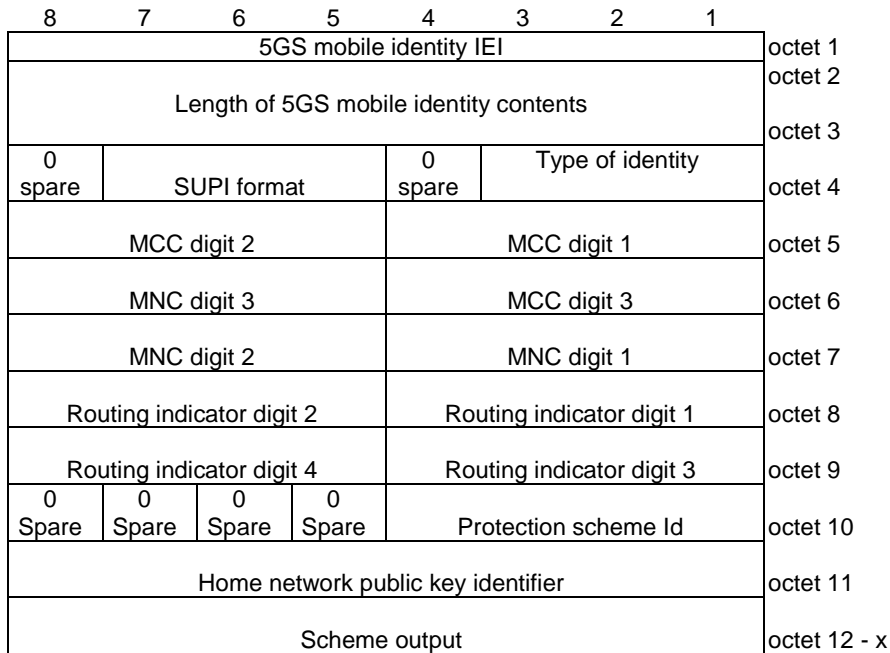 8 7 6 5 4 3 2 1
5GS mobile identity IEI octet 1
octet 2
Length of 5GS mobile identity contents
octet 3
0 0 Type of identity
spare SUPI format spare octet 4
MCC digit 2 MCC digit 1 octet 5
MNC digit 3 MCC digit 3 octet 6
MNC digit 2 MNC digit 1 octet 7
Routing indicator digit 2 Routing indicator digit 1 octet 8
Routing indicator digit 4 Routing indicator digit 3 octet 9
0 0 0 0
Spare Spare Spare Spare Protection scheme Id octet 10
Home network public key identifier octet 11
Scheme output octet 12 - x